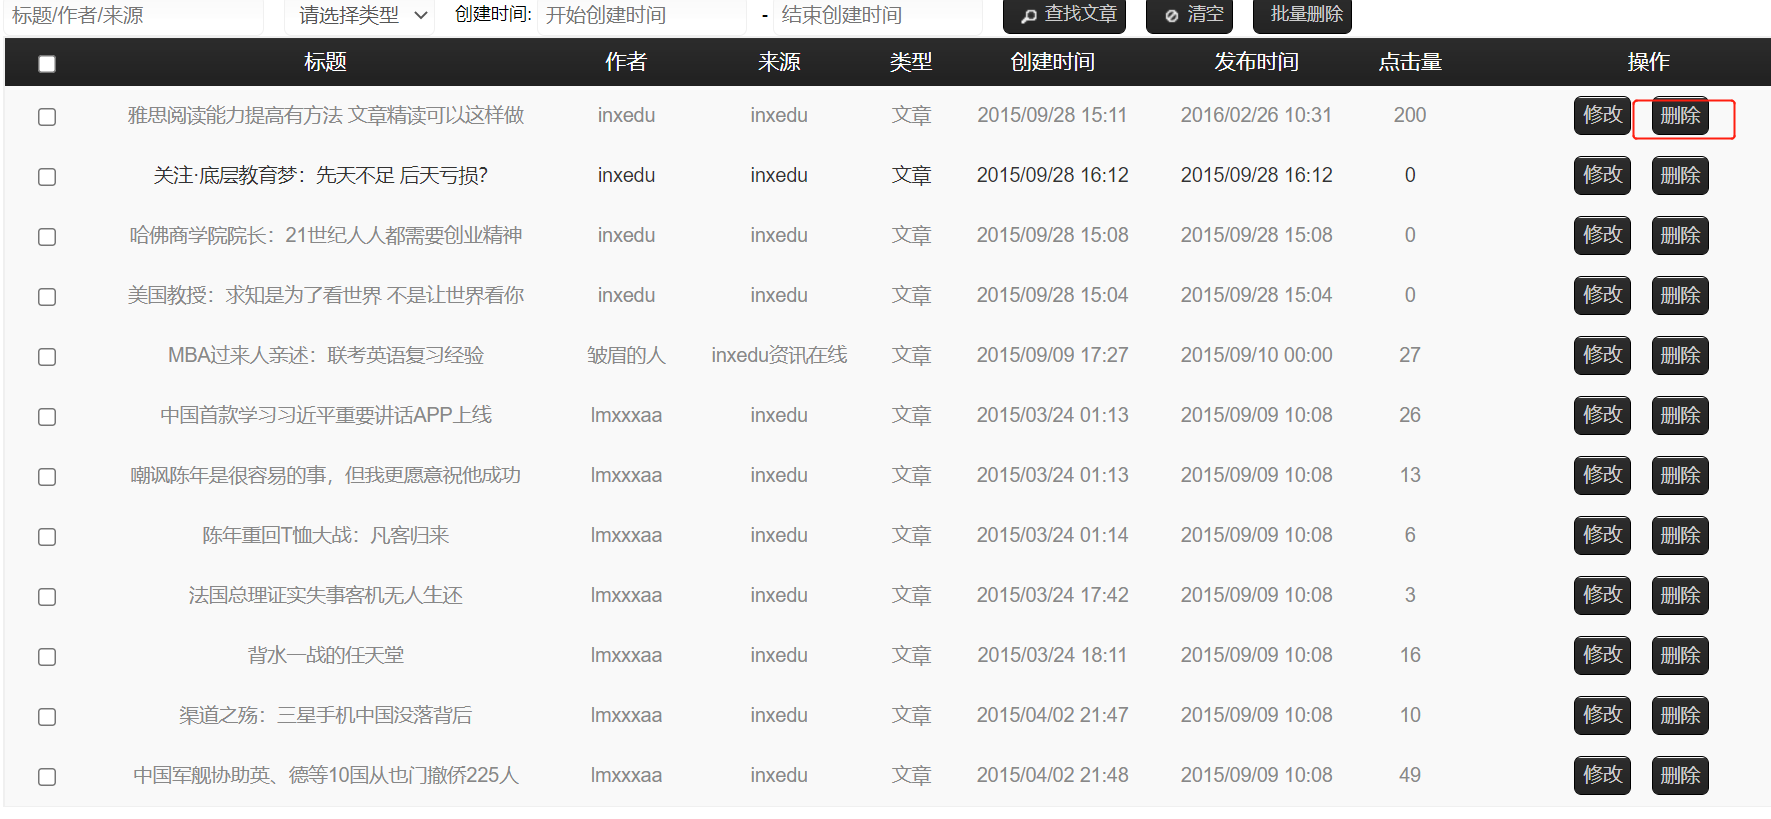 标题/作者/来源 请选择类型 创建时间: 开始创建时间 - 结束创建时间 查找文章 清空 批量删除
标题 作者 来源 类型 创建时间 发布时间 点击量 操作
雅思阅读能力提高有方法 文章精读可以这样做 inxedu inxedu 文章 2015/09/28 15:11 2016/02/26 10:31 200 修改 删除
关注·底层教育梦：先天不足 后天亏损? inxedu inxedu 文章 2015/09/28 16:12 2015/09/28 16:12 0 修改 删除
哈佛商学院院长：21世纪人人都需要创业精神 inxedu inxedu 文章 2015/09/28 15:08 2015/09/28 15:08 0 修改 删除
美国教授：求知是为了看世界 不是让世界看你 inxedu inxedu 文章 2015/09/28 15:04 2015/09/28 15:04 0 修改 删除
MBA过来人亲述：联考英语复习经验 皱眉的人 inxedu资讯在线 文章 2015/09/09 17:27 2015/09/10 00:00 27 修改 删除
中国首款学习习近平重要讲话APP上线 lmxxxaa inxedu 文章 2015/03/24 01:13 2015/09/09 10:08 26 修改 删除
嘲讽陈年是很容易的事，但我更愿意祝他成功 lmxxxaa inxedu 文章 2015/03/24 01:13 2015/09/09 10:08 13 修改 删除
陈年重回T恤大战：凡客归来 lmxxxaa inxedu 文章 2015/03/24 01:14 2015/09/09 10:08 6 修改 删除
法国总理证实失事客机无人生还 lmxxxaa inxedu 文章 2015/03/24 17:42 2015/09/09 10:08 3 修改 删除
背水一战的任天堂 lmxxxaa inxedu 文章 2015/03/24 18:11 2015/09/09 10:08 16 修改 删除
渠道之殇：三星手机中国没落背后 lmxxxaa inxedu 文章 2015/04/02 21:47 2015/09/09 10:08 10 修改 删除
中国军舰协助英、德等10国从也门撤侨225人 lmxxxaa inxedu 文章 2015/04/02 21:48 2015/09/09 10:08 49 修改 删除